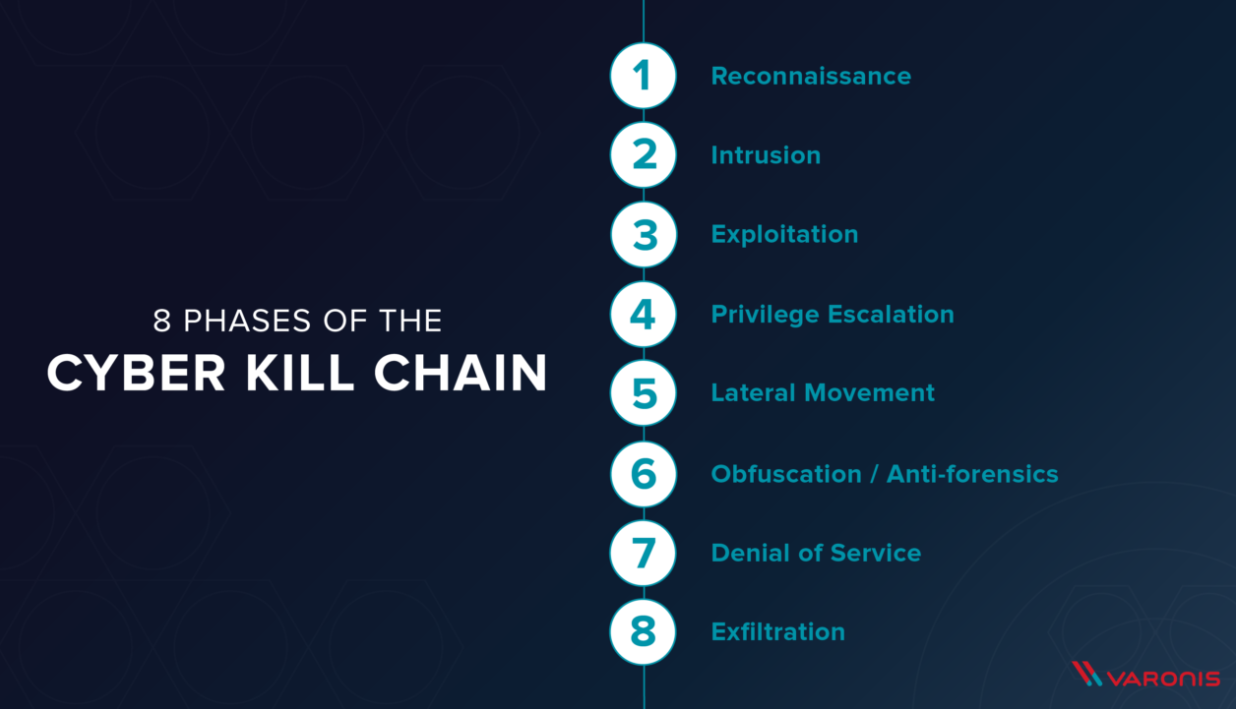 8 PHASES OF THE
CYBER KILL CHAIN
1 Reconnaissance
2 Intrusion
3 Exploitation
4 Privilege Escalation
5 Lateral Movement
6 Obfuscation / Anti-forensics
7 Denial of Service
8 Exfiltration
VARONIS